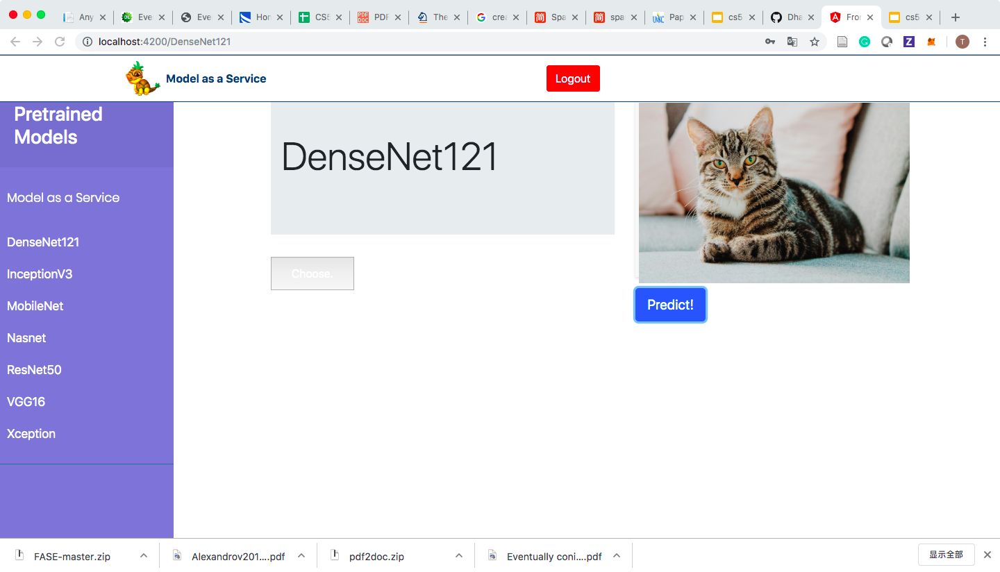 Any
Eve
Eve
Hor
CS5
PDF
The
crea
Spa
spa
Pap
cs5
Dha
Fror
cs5
localhost:4200/DenseNet121
T
Model as a Service
Logout
Pretrained
Models
Model as a Service
DenseNet121
InceptionV3
MobileNet
Nasnet
ResNet50
VGG16
Xception
DenseNet121
Choose.
Predict!
FASE-master.zip
Alexandrov201....pdf
pdf2doc.zip
Eventually coni....pdf
显示全部